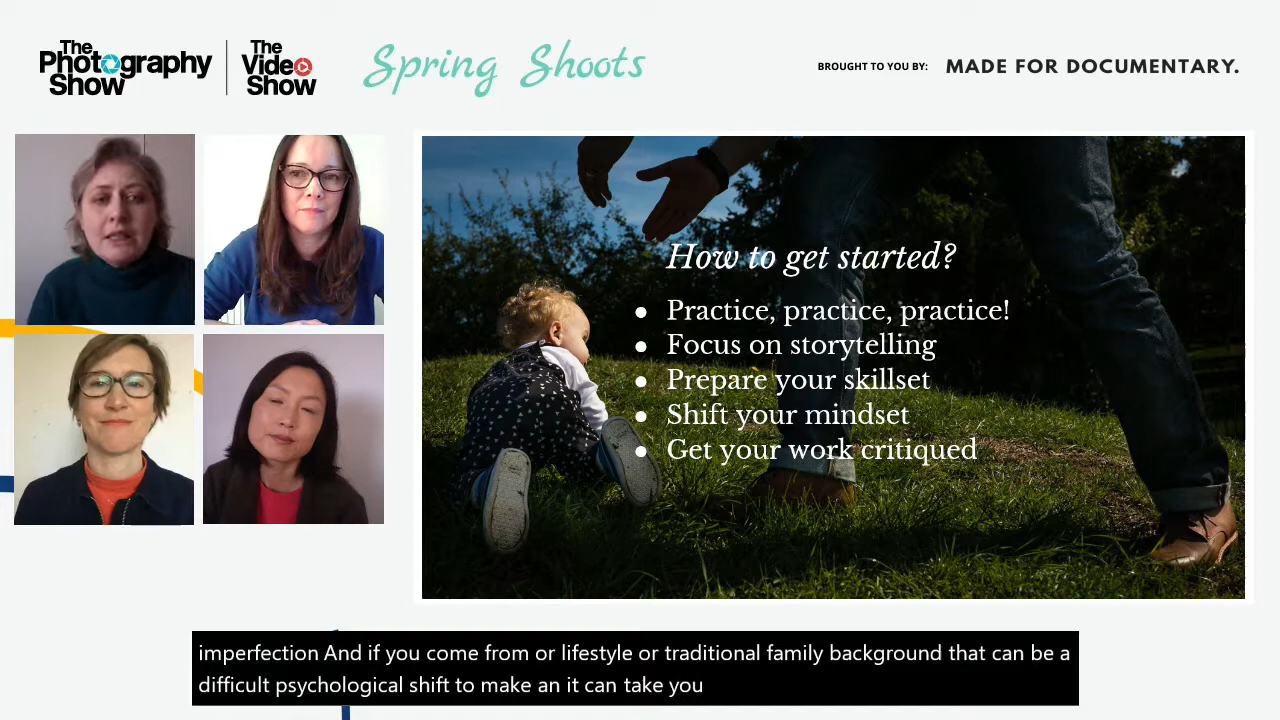 The
Photography
Show
The
Video
Show
Spring Shoots
BROUGHT TO YOU BY:
MADE FOR DOCUMENTARY.
How to get started?
● Practice, practice, practice!
● Focus on storytelling
● Prepare your skillset
● Shift your mindset
● Get your work critiqued
imperfection And if you come from or lifestyle or traditional family background that can be a
difficult psychological shift to make an it can take you